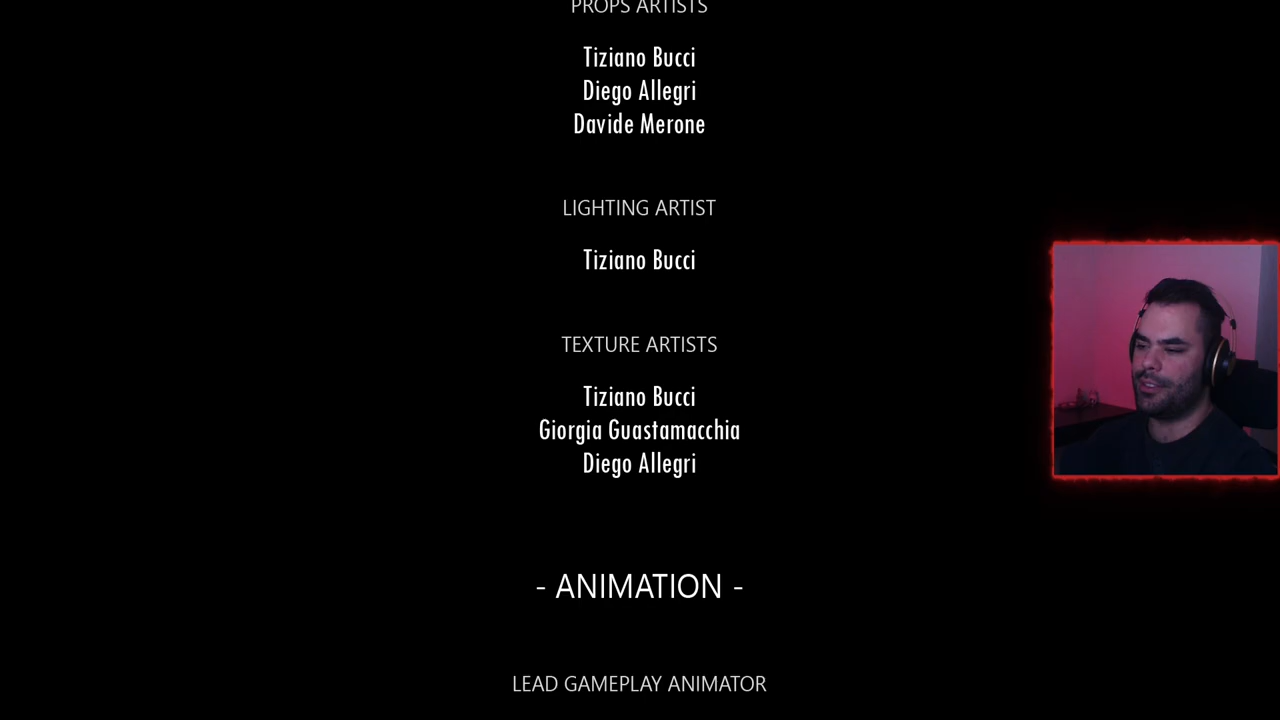 PROPS ARTISTS
Tiziano Bucci
Diego Allegri
Davide Merone
LIGHTING ARTIST
Tiziano Bucci
TEXTURE ARTISTS
Tiziano Bucci
Giorgia Guastamacchia
Diego Allegri
- ANIMATION -
LEAD GAMEPLAY ANIMATOR